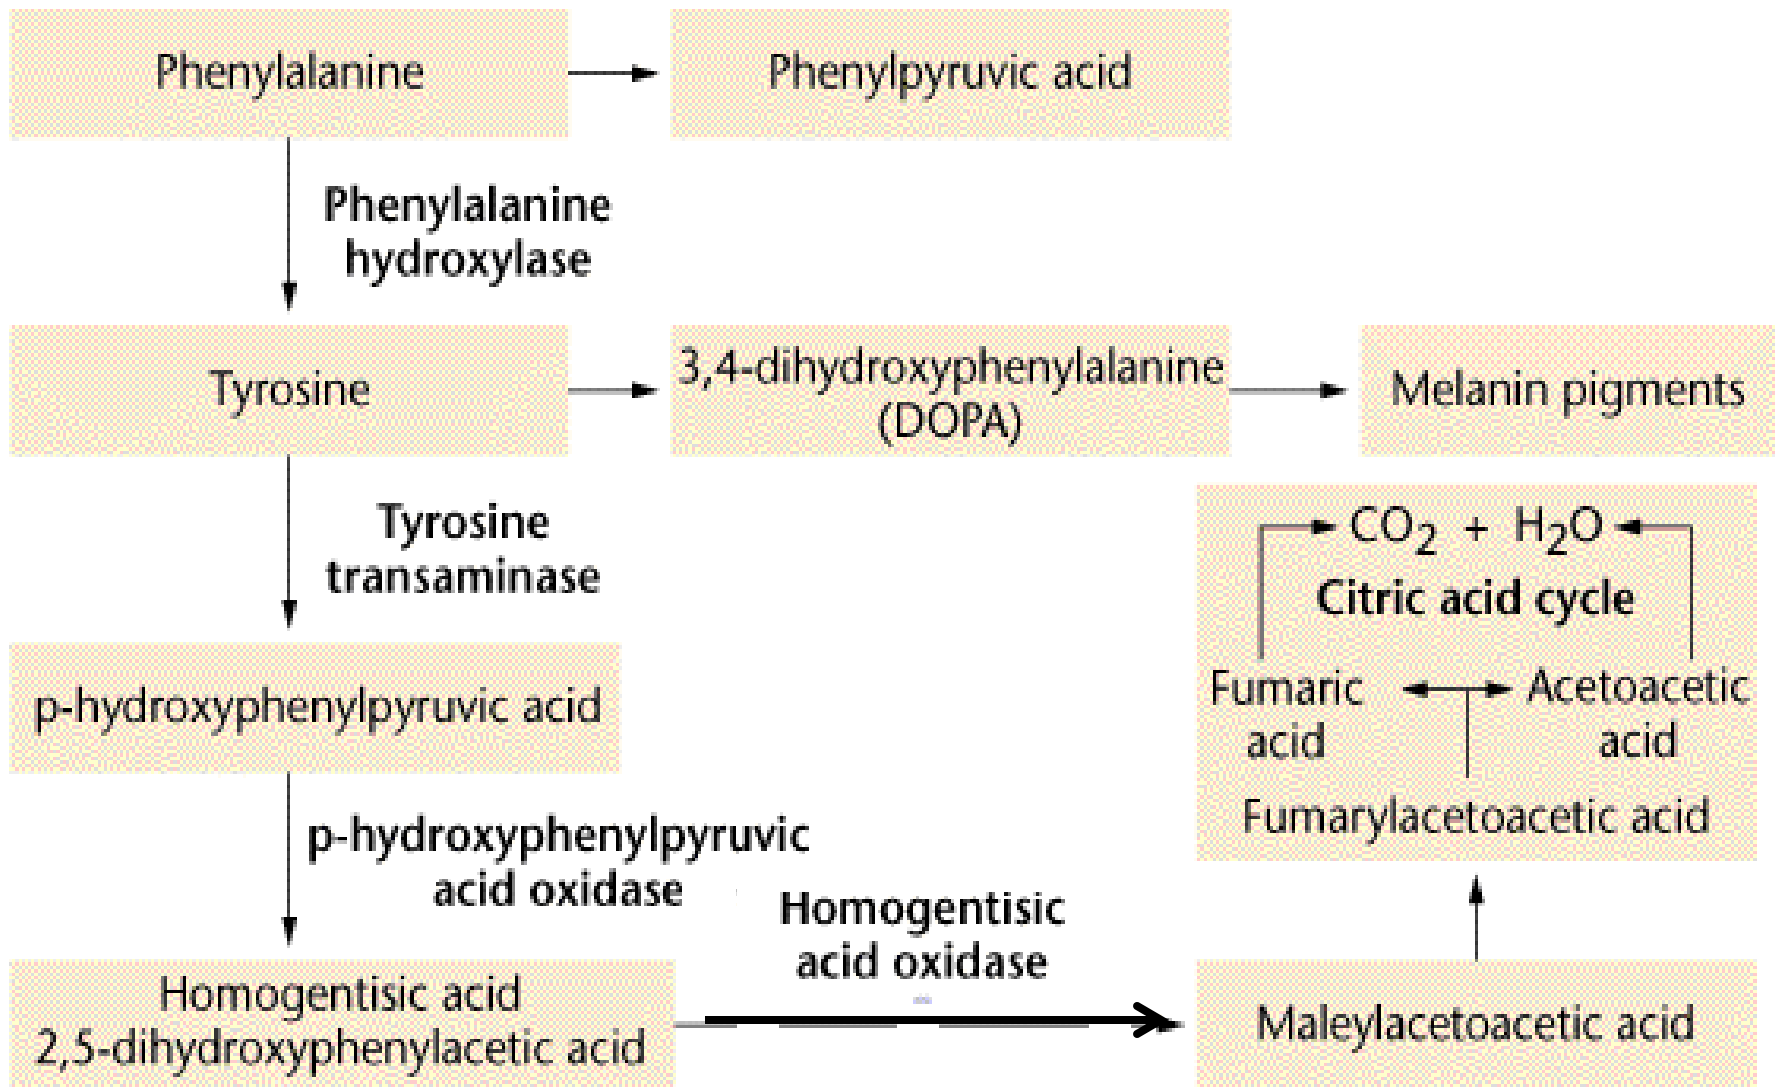 Phenylalanine
Phenylpyruvic acid
Phenylalanine
hydroxylase
Tyrosine
3,4-dihydroxyphenylalanine
(DOPA)
Melanin pigments
Tyrosine
transaminase
CO2 + H2O
Citric acid cycle
Fumaric
acid
Acetoacetic
acid
Fumarylacetoacetic acid
p-hydroxyphenylpyruvic acid
p-hydroxyphenylpyruvic
acid oxidase
Homogentisic
acid oxidase
Homogentisic acid
2,5-dihydroxyphenylacetic acid
Maleylacetoacetic acid